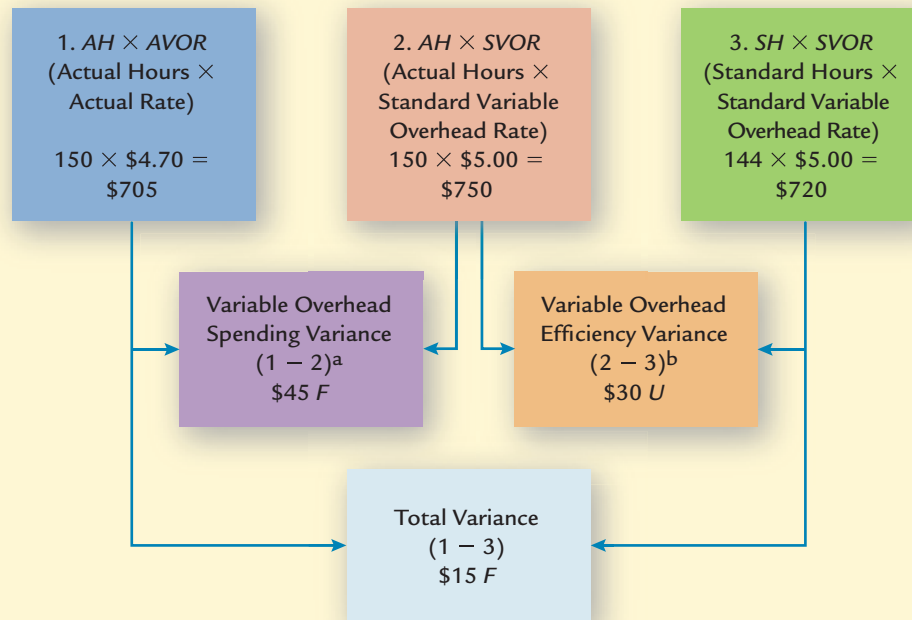 1. AH × AVOR
(Actual Hours ×
Actual Rate)
150 × $4.70 =
$705
2. AH × SVOR
(Actual Hours ×
Standard Variable
Overhead Rate)
150 × $5.00 =
$750
3. SH × SVOR
(Standard Hours ×
Standard Variable
Overhead Rate)
144 × $5.00 =
$720
Variable Overhead
Spending Variance
(1 − 2)a
$45 F
Variable Overhead
Efficiency Variance
(2 − 3)b
$30 U
Total Variance
(1 − 3)
$15 F